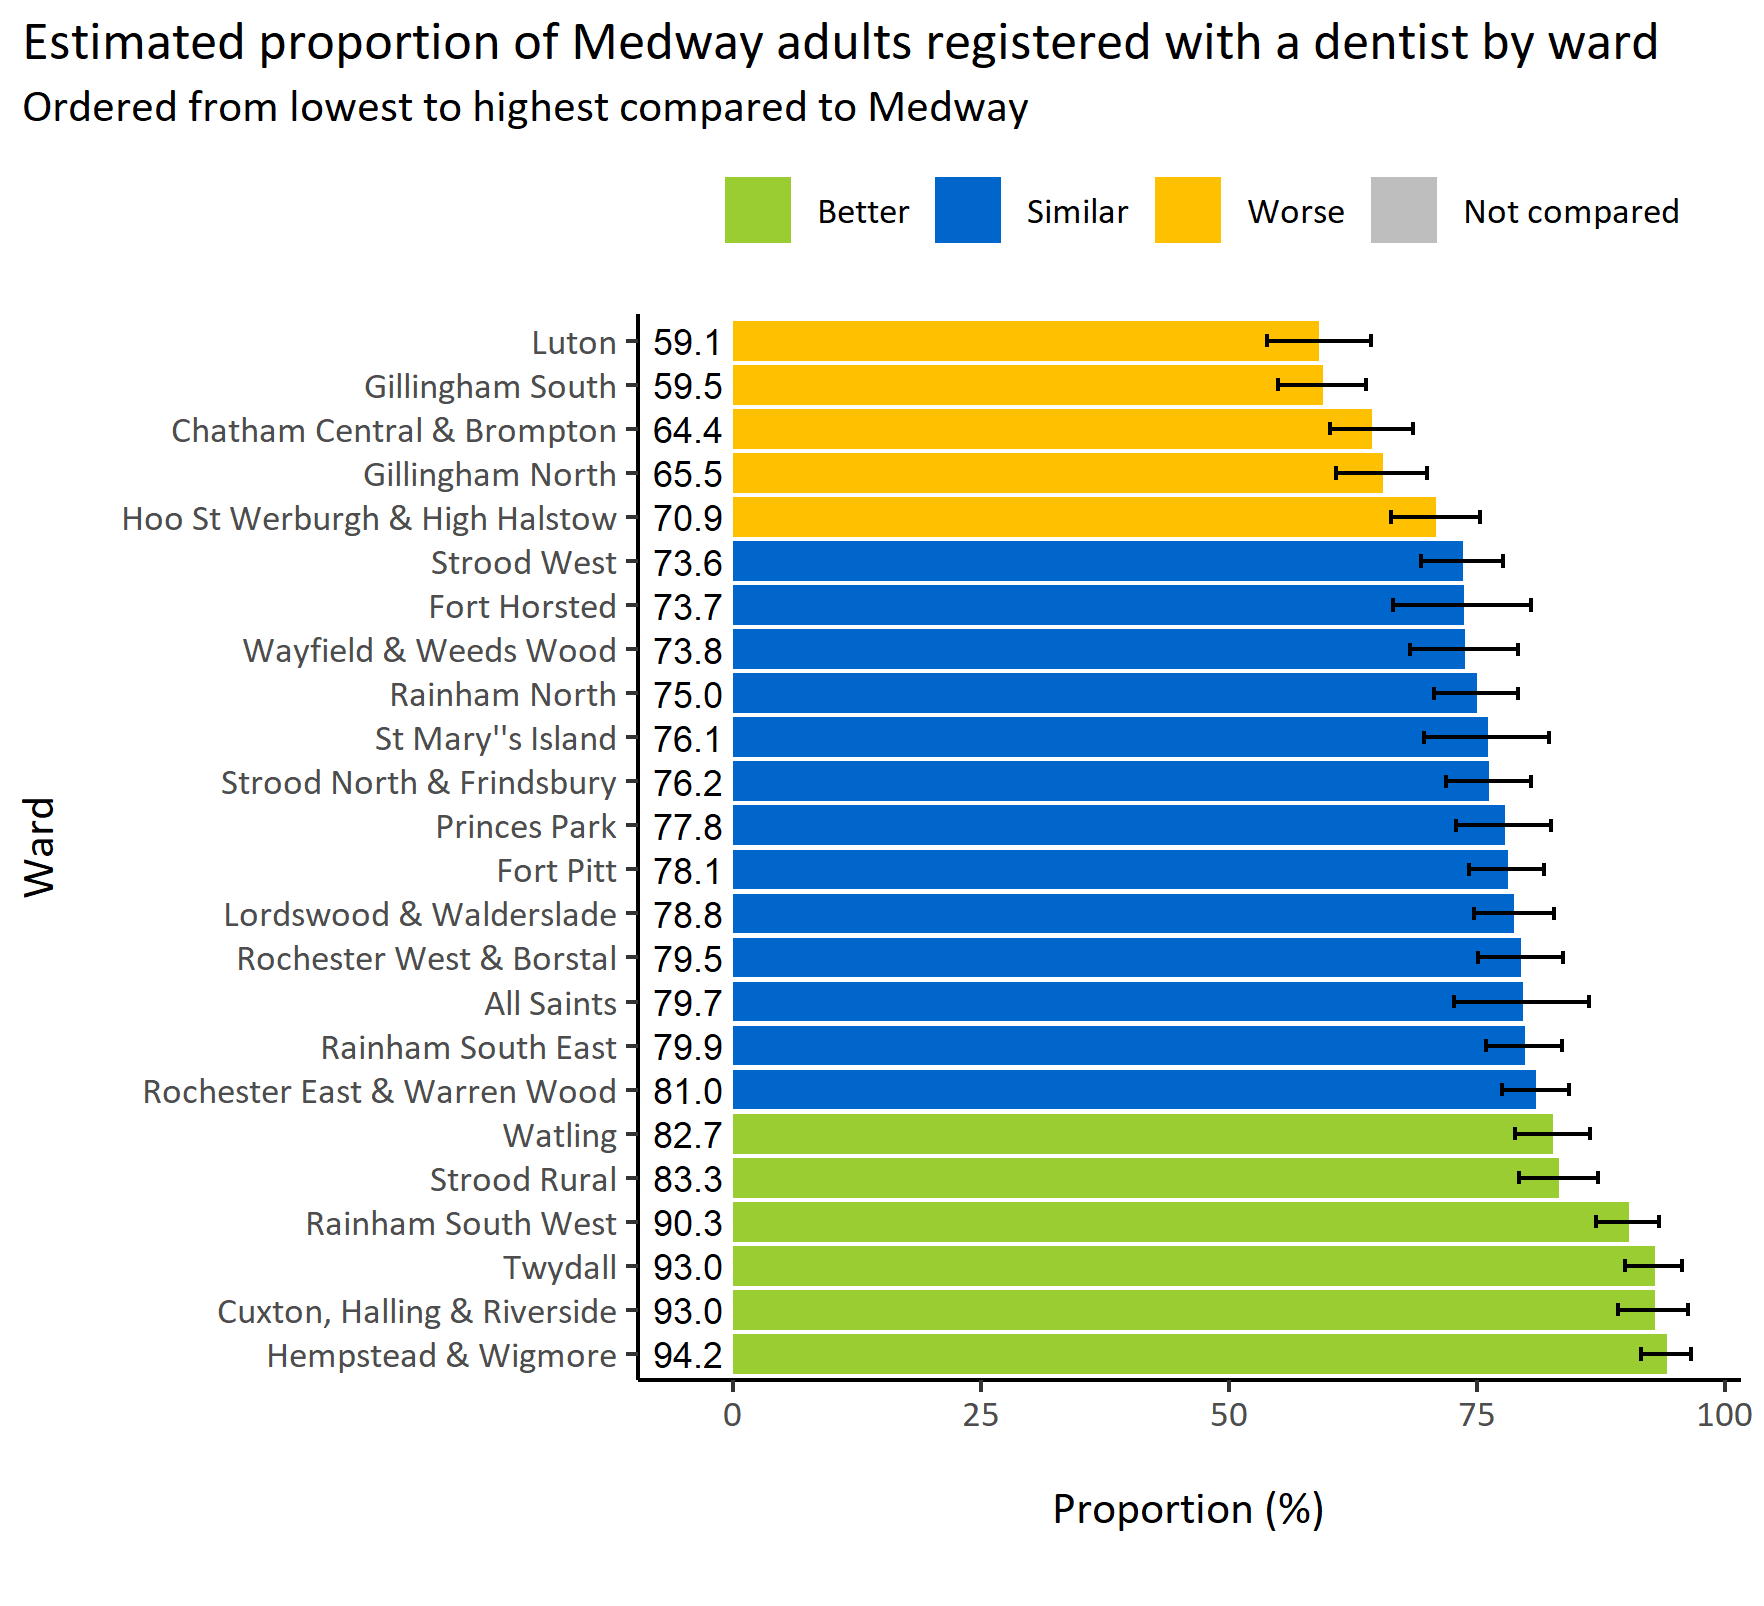 Estimated proportion of Medway adults registered with a dentist by ward
Ordered from lowest to highest compared to Medway
Better Similar Worse Not compared
Luton 59.1
Gillingham South 59.5
Chatham Central & Brompton 64.4
Gillingham North 65.5
Hoo St Werburgh & High Halstow 70.9
Strood West 73.6
Fort Horsted 73.7
Wayfield & Weeds Wood 73.8
Rainham North 75.0
St Mary''s Island 76.1
Strood North & Frindsbury 76.2
Princes Park 77.8
Fort Pitt 78.1
Lordswood & Walderslade 78.8
Rochester West & Borstal 79.5
All Saints 79.7
Rainham South East 79.9
Rochester East & Warren Wood 81.0
Watling 82.7
Strood Rural 83.3
Rainham South West 90.3
Twydall 93.0
Cuxton, Halling & Riverside 93.0
Hempstead & Wigmore 94.2
Ward
0 25 50 75 100
Proportion (%)